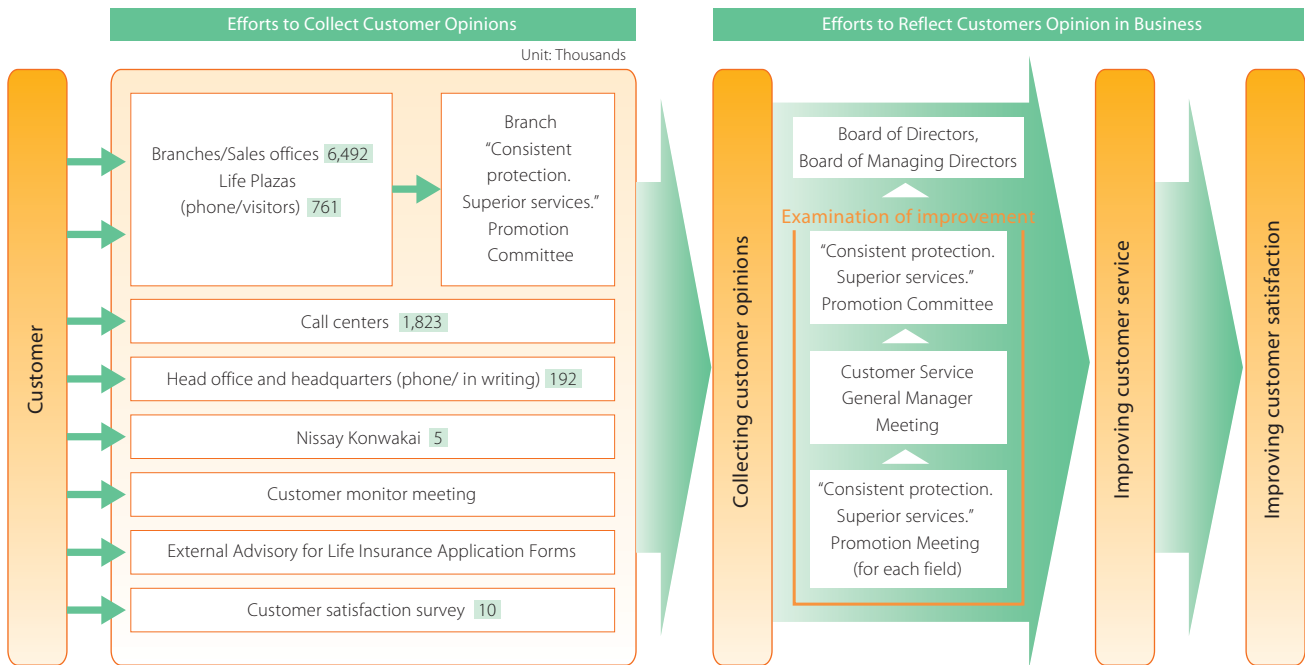 Efforts to Collect Customer Opinions
Efforts to Reflect Customers Opinion in Business
Unit: Thousands
Customer
Branches/Sales offices 6,492
Life Plazas
(phone/visitors) 761
Branch
“Consistent
protection.
Superior services.”
Promotion
Committee
Call centers 1,823
Head office and headquarters (phone/ in writing) 192
Nissay Konwakai 5
Customer monitor meeting
External Advisory for Life Insurance Application Forms
Customer satisfaction survey 10
Collecting customer opinions
Board of Directors,
Board of Managing Directors
Examination of improvement
“Consistent protection.
Superior services.”
Promotion Committee
Customer Service
General Manager
Meeting
“Consistent protection.
Superior services.”
Promotion Meeting
(for each field)
Improving customer service
Improving customer satisfaction